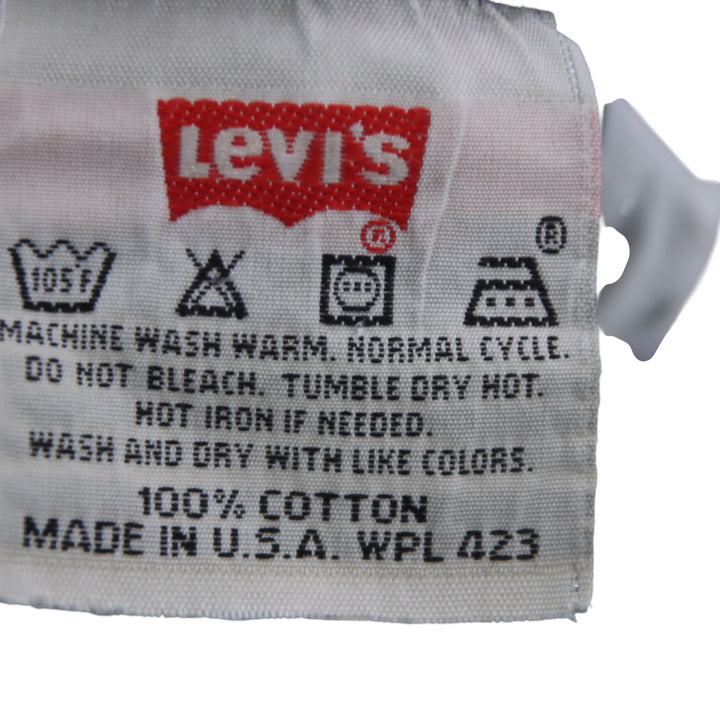 Levi's
®
®
105 F
MACHINE WASH WARM. NORMAL CYCLE.
DO NOT BLEACH. TUMBLE DRY HOT.
HOT IRON IF NEEDED.
WASH AND DRY WITH LIKE COLORS.
100% COTTON
MADE IN U.S.A. WPL 423